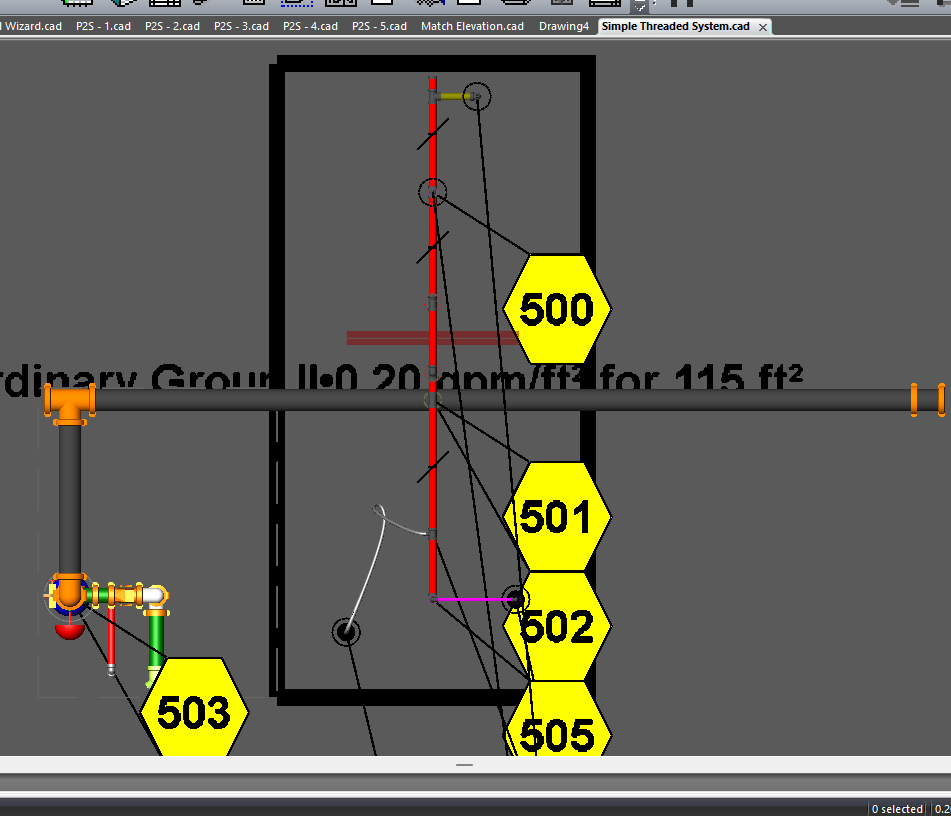 Wizard.cad P2S - 1.cad P2S - 2.cad P2S - 3.cad P2S - 4.cad P2S - 5.cad Match Elevation.cad Drawing4 Simple Threaded System.cad
500
rdinary Group II•0.20 gpm/ft² for 115 ft²
501
502
503
505
0 selected 0.2